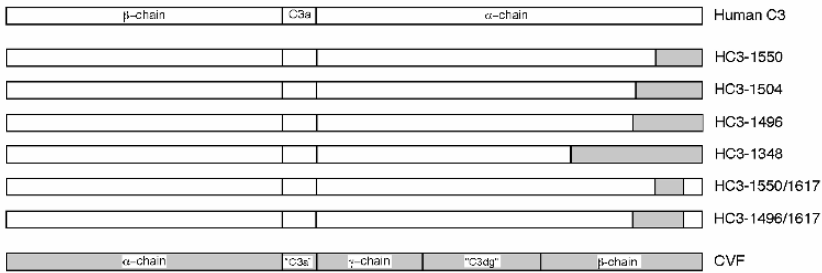 β-chain C3a α-chain Human C3
HC3-1550
HC3-1504
HC3-1496
HC3-1348
HC3-1550/1617
HC3-1496/1617
α-chain "C3a" γ-chain "C3dg" β-chain CVF